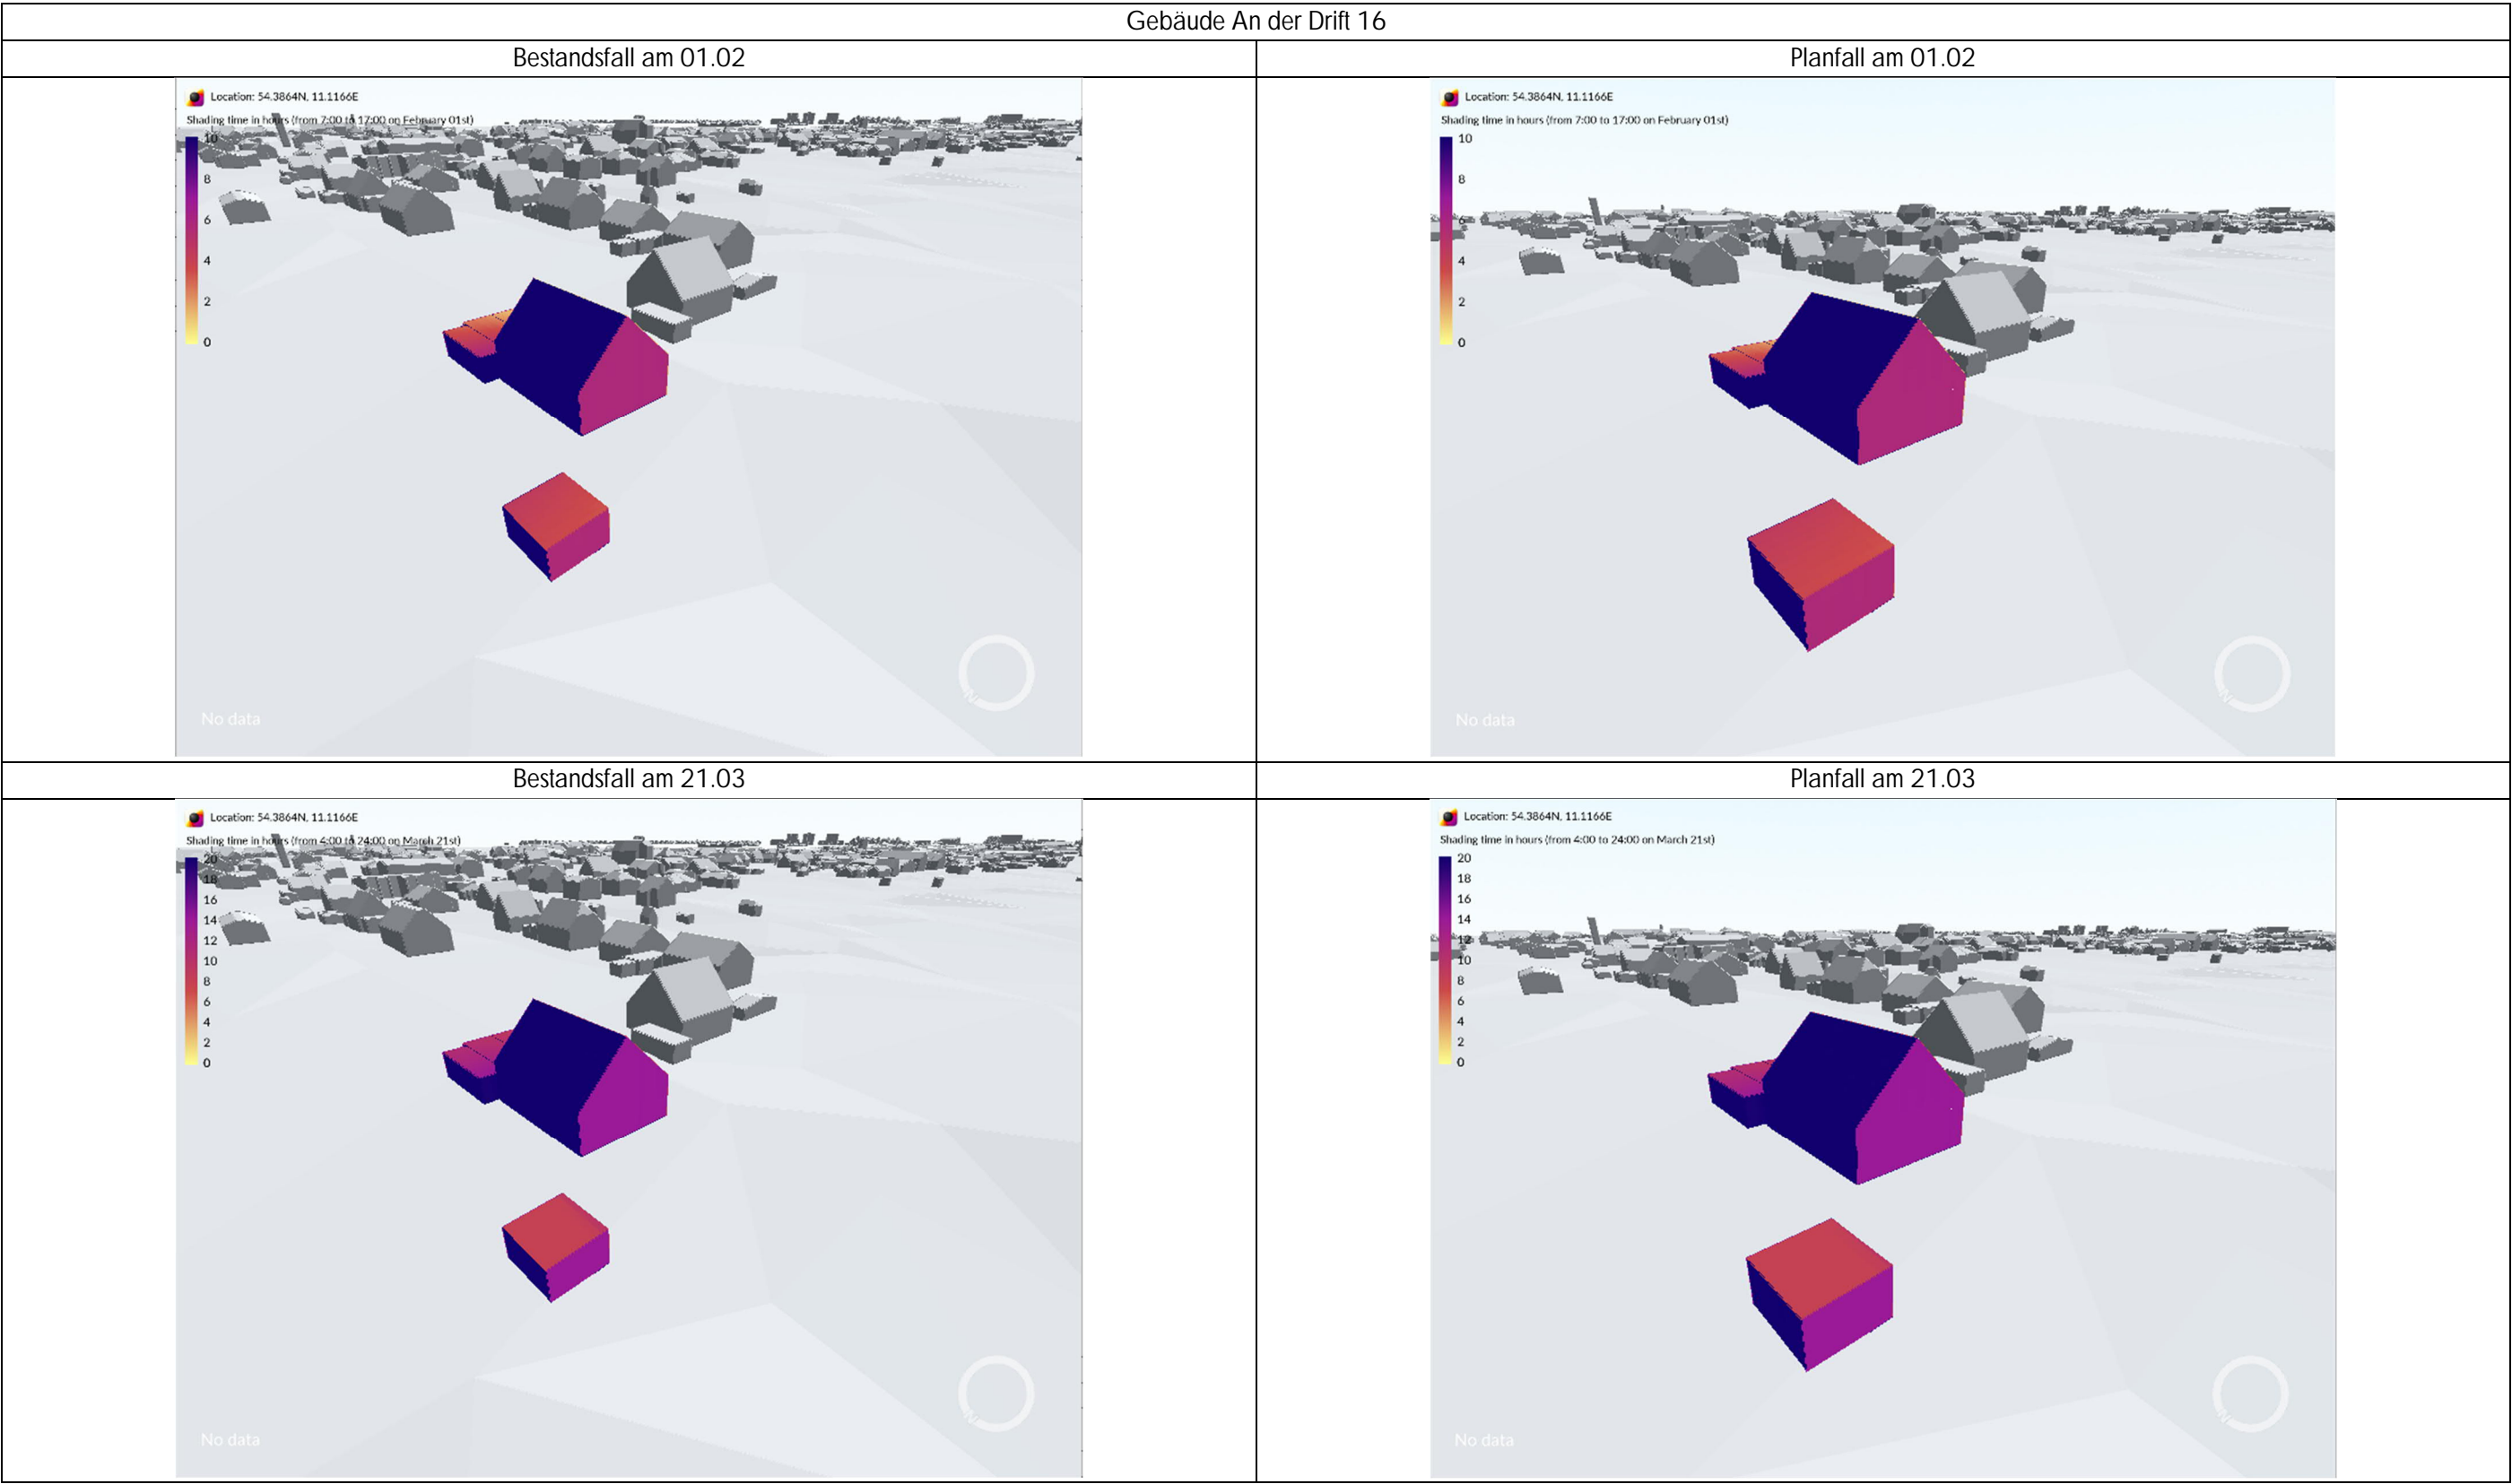 Gebäude An der Drift 16
Bestandsfall am 01.02
Planfall am 01.02
Location: 54.3864N, 11.1166E
Shading time in hours (from 7:00 to 17:00 on February 01st)
10
8
6
4
2
0
N
No data
Location: 54.3864N, 11.1166E
Shading time in hours (from 7:00 to 17:00 on February 01st)
10
8
6
4
2
0
N
No data
Bestandsfall am 21.03
Planfall am 21.03
Location: 54.3864N, 11.1166E
Shading time in hours (from 4:00 to 24:00 on March 21st)
20
18
16
14
12
10
8
6
4
2
0
N
No data
Location: 54.3864N, 11.1166E
Shading time in hours (from 4:00 to 24:00 on March 21st)
20
18
16
14
12
10
8
6
4
2
0
N
No data